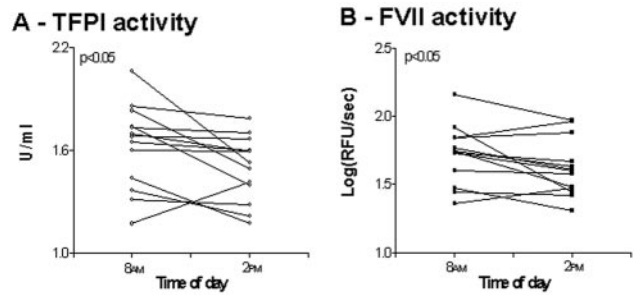 A - TFPI activity
2.2
p<0.05
1.6
1.0
U/ml
8AM
2PM
Time of day
B - FVII activity
2.5
p<0.05
2.0
1.5
1.0
Log(RFU/sec)
8AM
2PM
Time of day